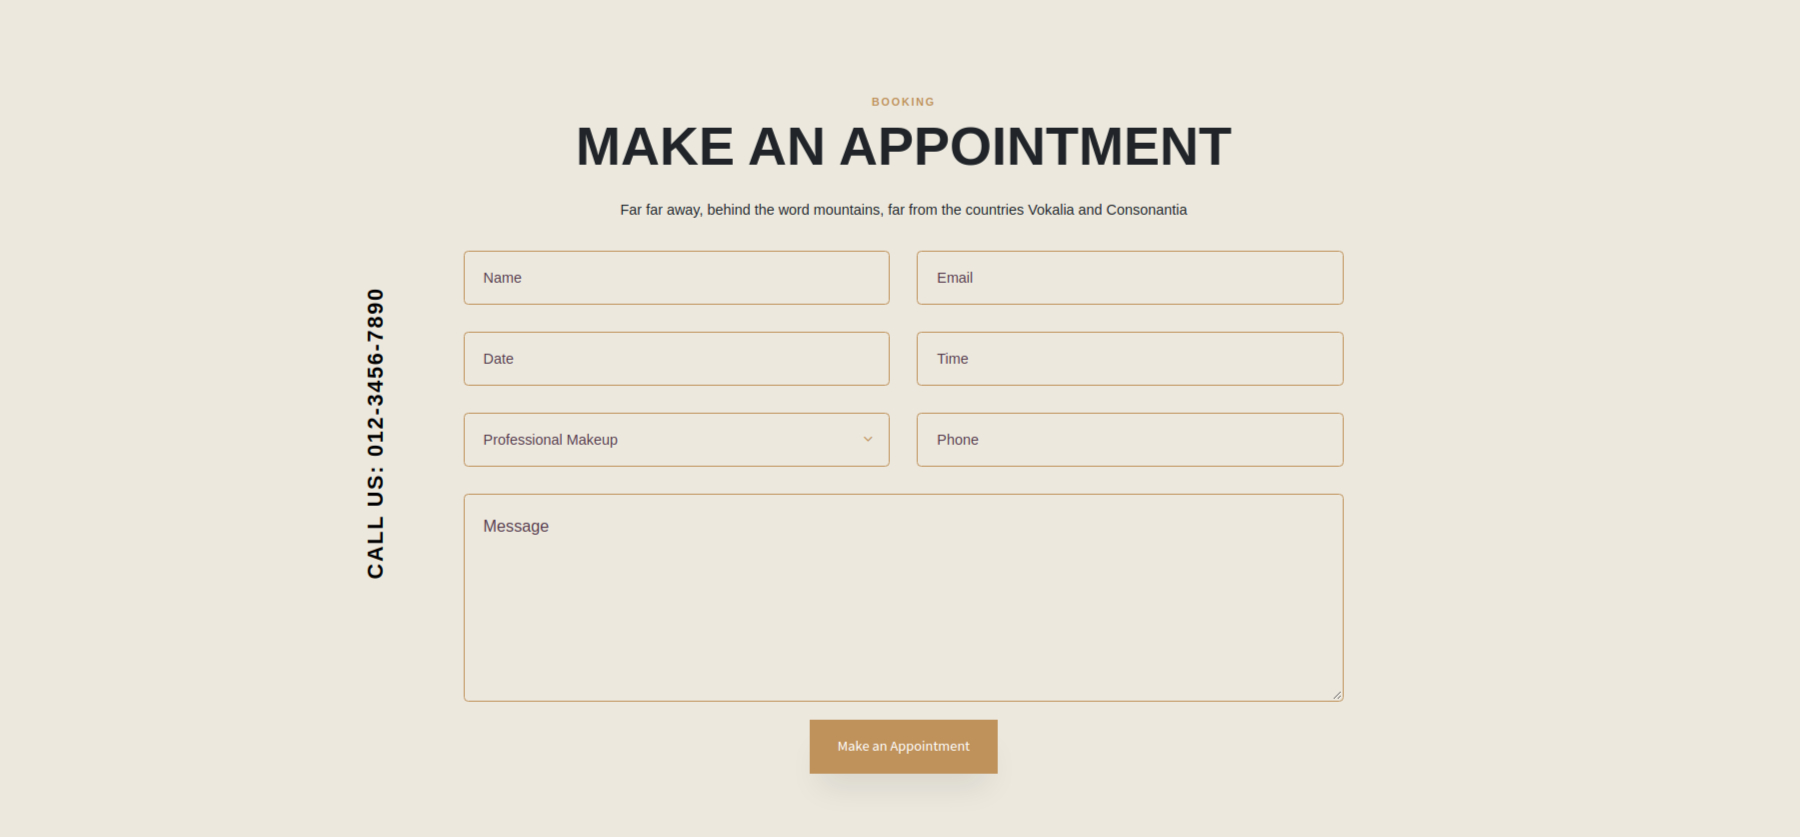 BOOKING
MAKE AN APPOINTMENT
Far far away, behind the word mountains, far from the countries Vokalia and Consonantia
CALL US: 012-3456-7890
Name
Email
Date
Time
Professional Makeup
Phone
Message
Make an Appointment